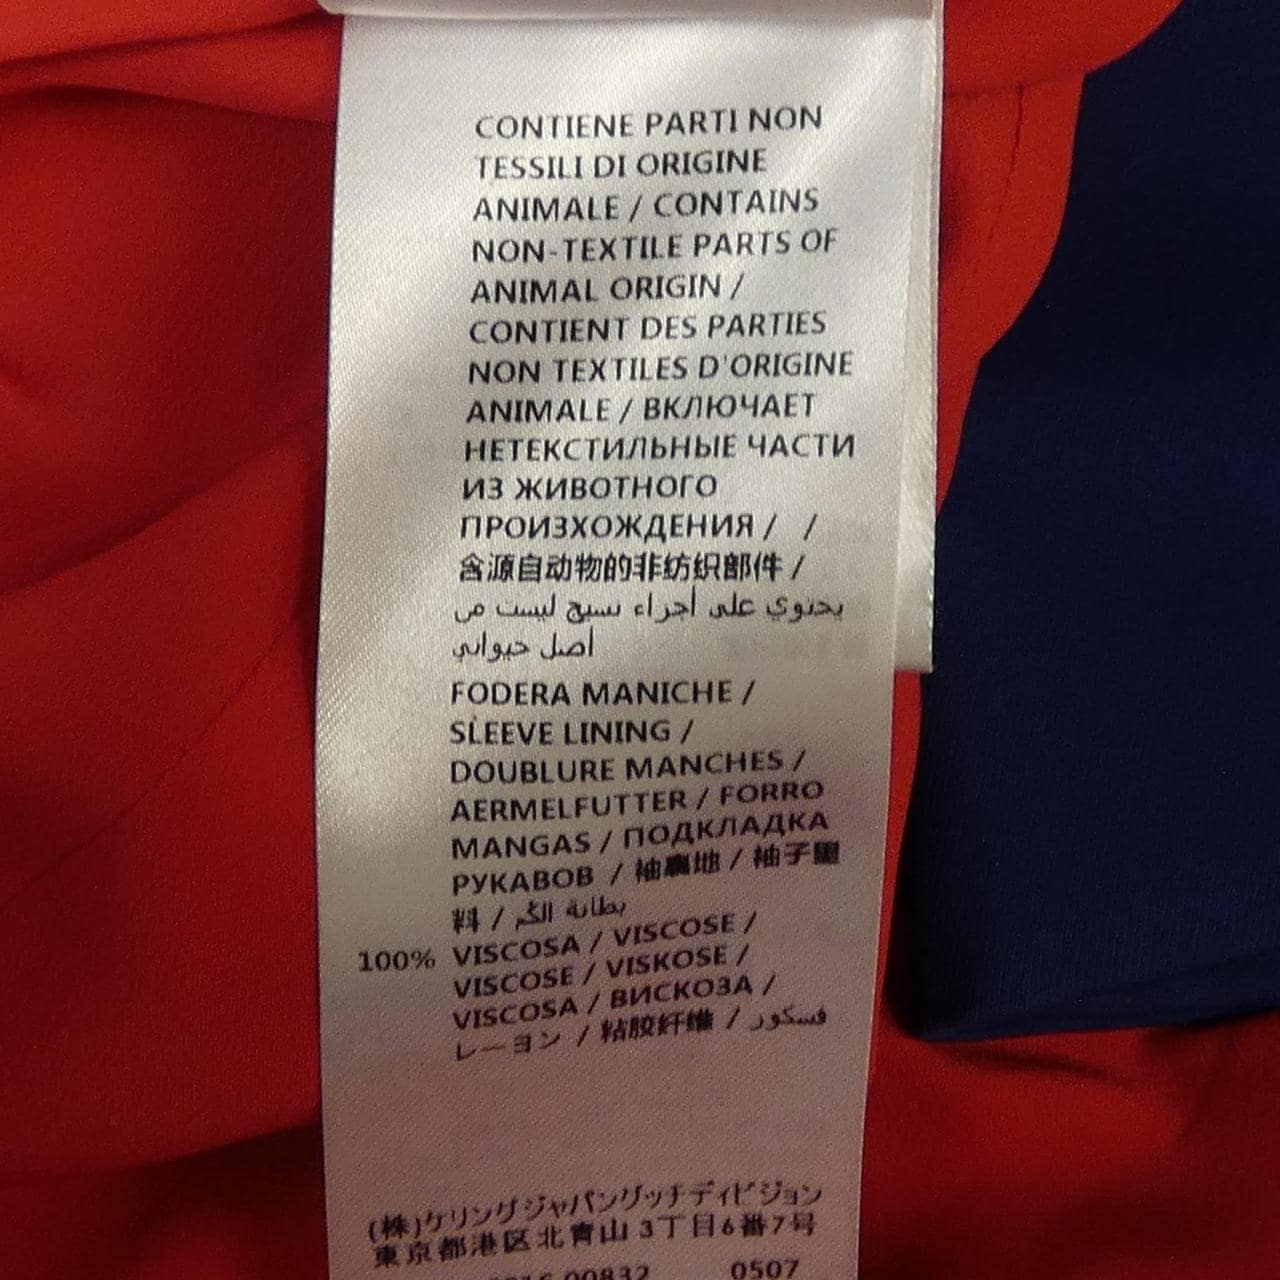 CONTIENE PARTI NON
TESSILI DI ORIGINE
ANIMALE / CONTAINS
NON-TEXTILE PARTS OF
ANIMAL ORIGIN /
CONTIENT DES PARTIES
NON TEXTILES D'ORIGINE
ANIMALE / ВКЛЮЧАЕТ
НЕТЕКСТИЛЬНЫЕ ЧАСТИ
ИЗ ЖИВОТНОГО
ПРОИЗХОЖДЕНИЯ / /
含源自动物的非纺织部件 /
يحتوي على أجزاء نسيج ليست من
أصل حيواني
FODERA MANICHE /
SLEEVE LINING /
DOUBLURE MANCHES /
AERMELFUTTER / FORRO
MANGAS / ПОДКЛАДКА
РУКАВОВ / 袖裏地 / 袖子里
料 / بطانة الكم
100% VISCOSA / VISCOSE /
VISCOSE / VISKOSE /
VISCOSA / ВИСКОЗА /
レーヨン / 粘胶纤维 / فسكوز
(株)ケリングジャパングッチディビジョン
東京都港区北青山3丁目6番7号
00832 0507